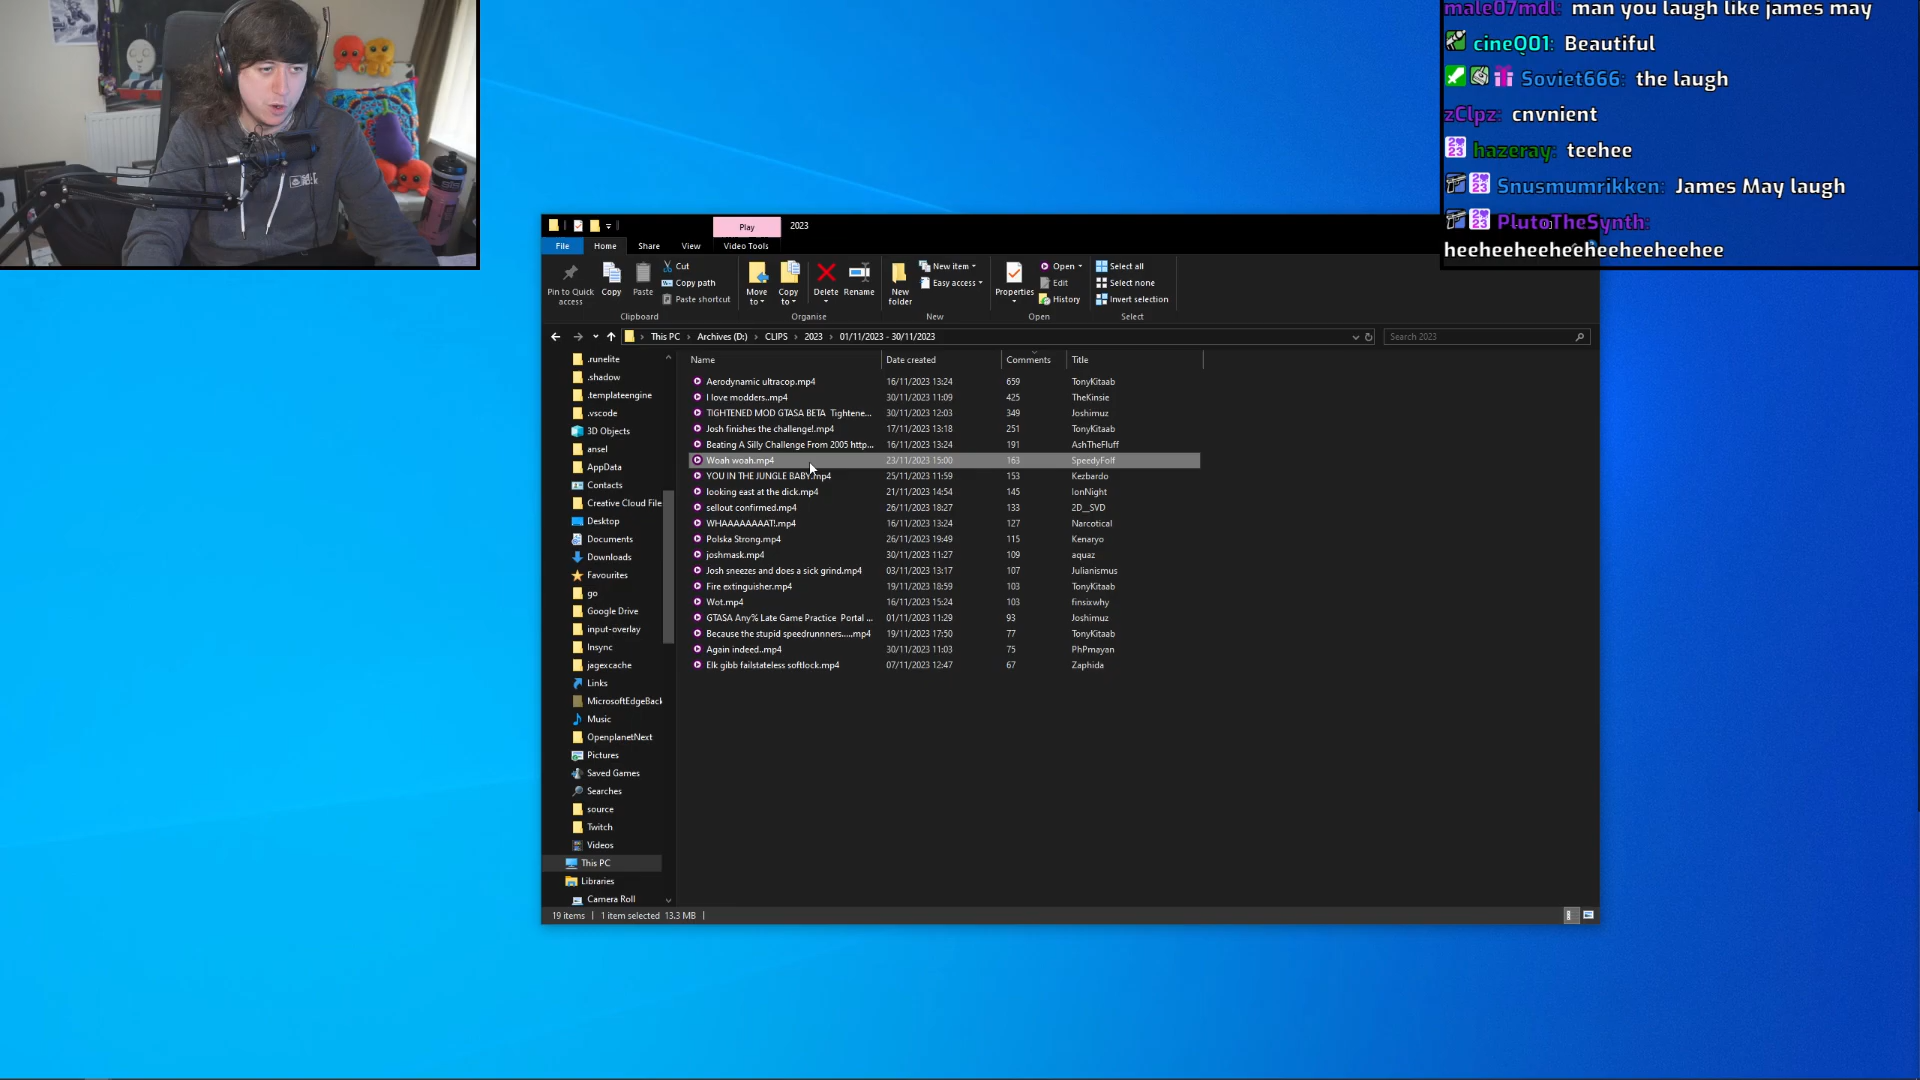 male07mdl: man you laugh like james may
cineQ01: Beautiful
Soviet666: the laugh
zClpz: cnvnient
hazeray: teehee
Snusmumrikken: James May laugh
PlutoTheSynth:
heeheeheeheeheeheeheehee
Play 2023
File Home Share View Video Tools
Pin to Quick access
Copy
Paste
Cut
Copy path
Paste shortcut
Move to
Copy to
Delete
Rename
New folder
New item
Easy access
Properties
Open
Edit
History
Select all
Select none
Invert selection
Clipboard Organise New Open Select
This PC > Archives (D:) > CLIPS > 2023 > 01/11/2023 - 30/11/2023 Search 2023
.runelite
.shadow
.templateengine
.vscode
3D Objects
ansel
AppData
Contacts
Creative Cloud File
Desktop
Documents
Downloads
Favourites
go
Google Drive
input-overlay
Insync
jagexcache
Links
MicrosoftEdgeBack
Music
OpenplanetNext
Pictures
Saved Games
Searches
source
Twitch
Videos
This PC
Libraries
Camera Roll
Name Date created Comments Title
Aerodynamic ultracop.mp4 16/11/2023 13:24 659 TonyKitaab
I love modders..mp4 30/11/2023 11:09 425 TheKinsie
TIGHTENED MOD GTASA BETA Tightene... 30/11/2023 12:03 349 Joshimuz
Josh finishes the challenge!.mp4 17/11/2023 13:18 251 TonyKitaab
Beating A Silly Challenge From 2005 http... 16/11/2023 13:24 191 AshTheFluff
Woah woah.mp4 23/11/2023 15:00 163 SpeedyFolf
YOU IN THE JUNGLE BABY.mp4 25/11/2023 11:59 153 Kezbardo
looking east at the dick.mp4 21/11/2023 14:54 145 IonNight
sellout confirmed.mp4 26/11/2023 18:27 133 2D__SVD
WHAAAAAAAAT!.mp4 16/11/2023 13:24 127 Narcotical
Polska Strong.mp4 26/11/2023 19:49 115 Kenaryo
joshmask.mp4 30/11/2023 11:27 109 aquaz
Josh sneezes and does a sick grind.mp4 03/11/2023 13:17 107 Julianismus
Fire extinguisher.mp4 19/11/2023 18:59 103 TonyKitaab
Wot.mp4 16/11/2023 15:24 103 finsixwhy
GTASA Any% Late Game Practice Portal ... 01/11/2023 11:29 93 Joshimuz
Because the stupid speedrunnners.....mp4 19/11/2023 17:50 77 TonyKitaab
Again indeed..mp4 30/11/2023 11:03 75 PhPmayan
Elk gibb failstateless softlock.mp4 07/11/2023 12:47 67 Zaphida
19 items 1 item selected 13.3 MB